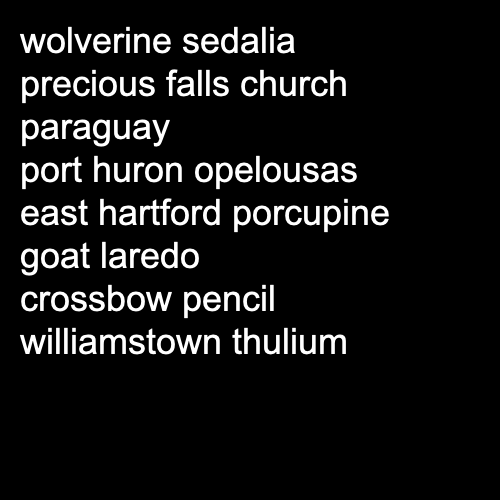 wolverine sedalia
precious falls church
paraguay
port huron opelousas
east hartford porcupine
goat laredo
crossbow pencil
williamstown thulium